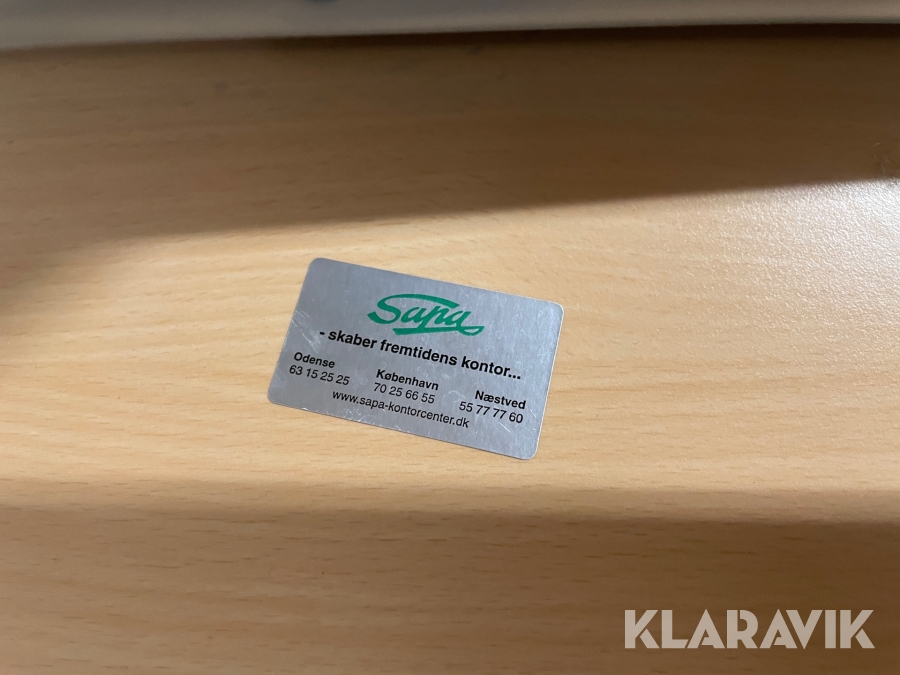 Sapa
- skaber fremtidens kontor...
Odense København Næstved
63 15 25 25 70 25 66 55 55 77 77 60
www.sapa-kontorcenter.dk
KLARAVIK